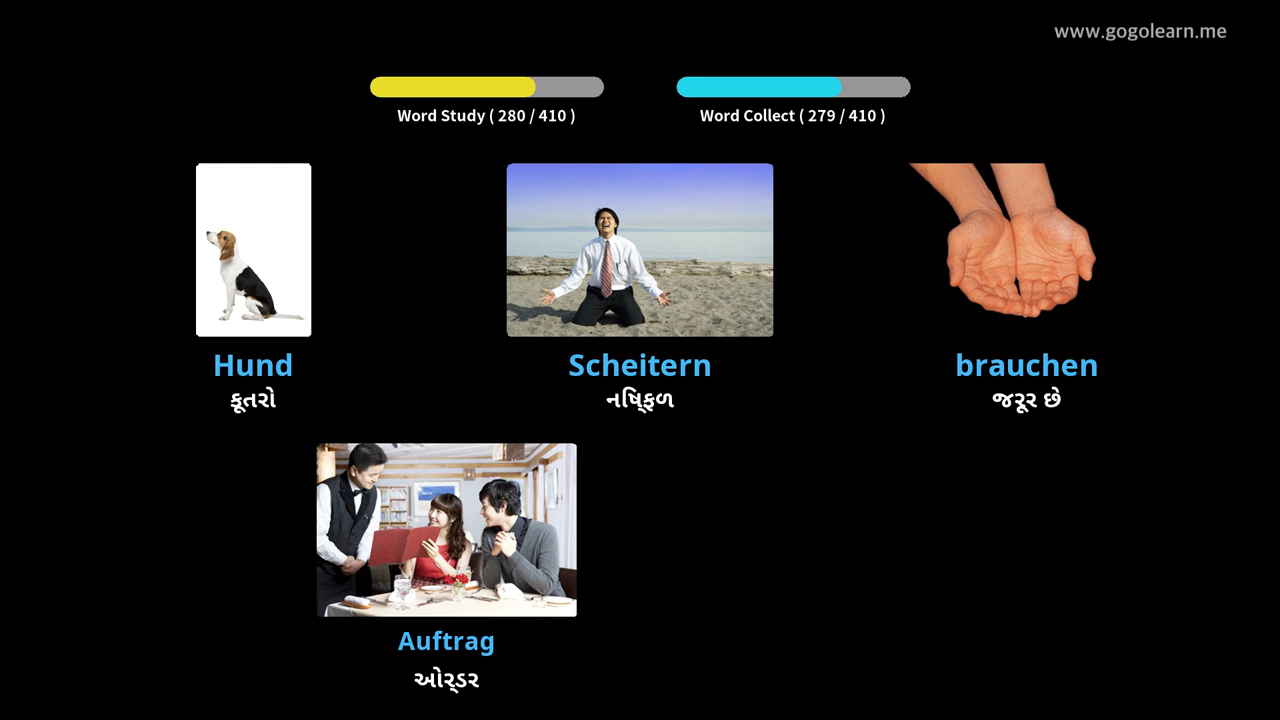 www.gogolearn.me
Word Study ( 280 / 410 )
Word Collect ( 279 / 410 )
Hund
Scheitern
brauchen
કૂતરો
નષ્િફળ
જરૂર છે
Auftrag
ઓર્ડર